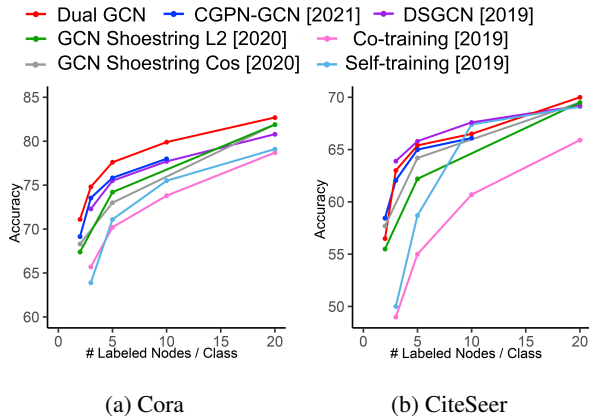 Dual GCN CGPN-GCN [2021] DSGCN [2019]
GCN Shoestring L2 [2020] Co-training [2019]
GCN Shoestring Cos [2020] Self-training [2019]
85
80
75
70
65
60
Accuracy
0 5 10 20
# Labeled Nodes / Class
(a) Cora
70
65
60
55
50
Accuracy
0 5 10 20
# Labeled Nodes / Class
(b) CiteSeer